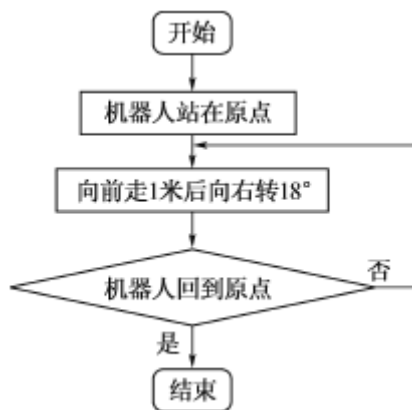 开始
机器人站在原点
向前走1米后向右转18°
机器人回到原点
否
是
结束